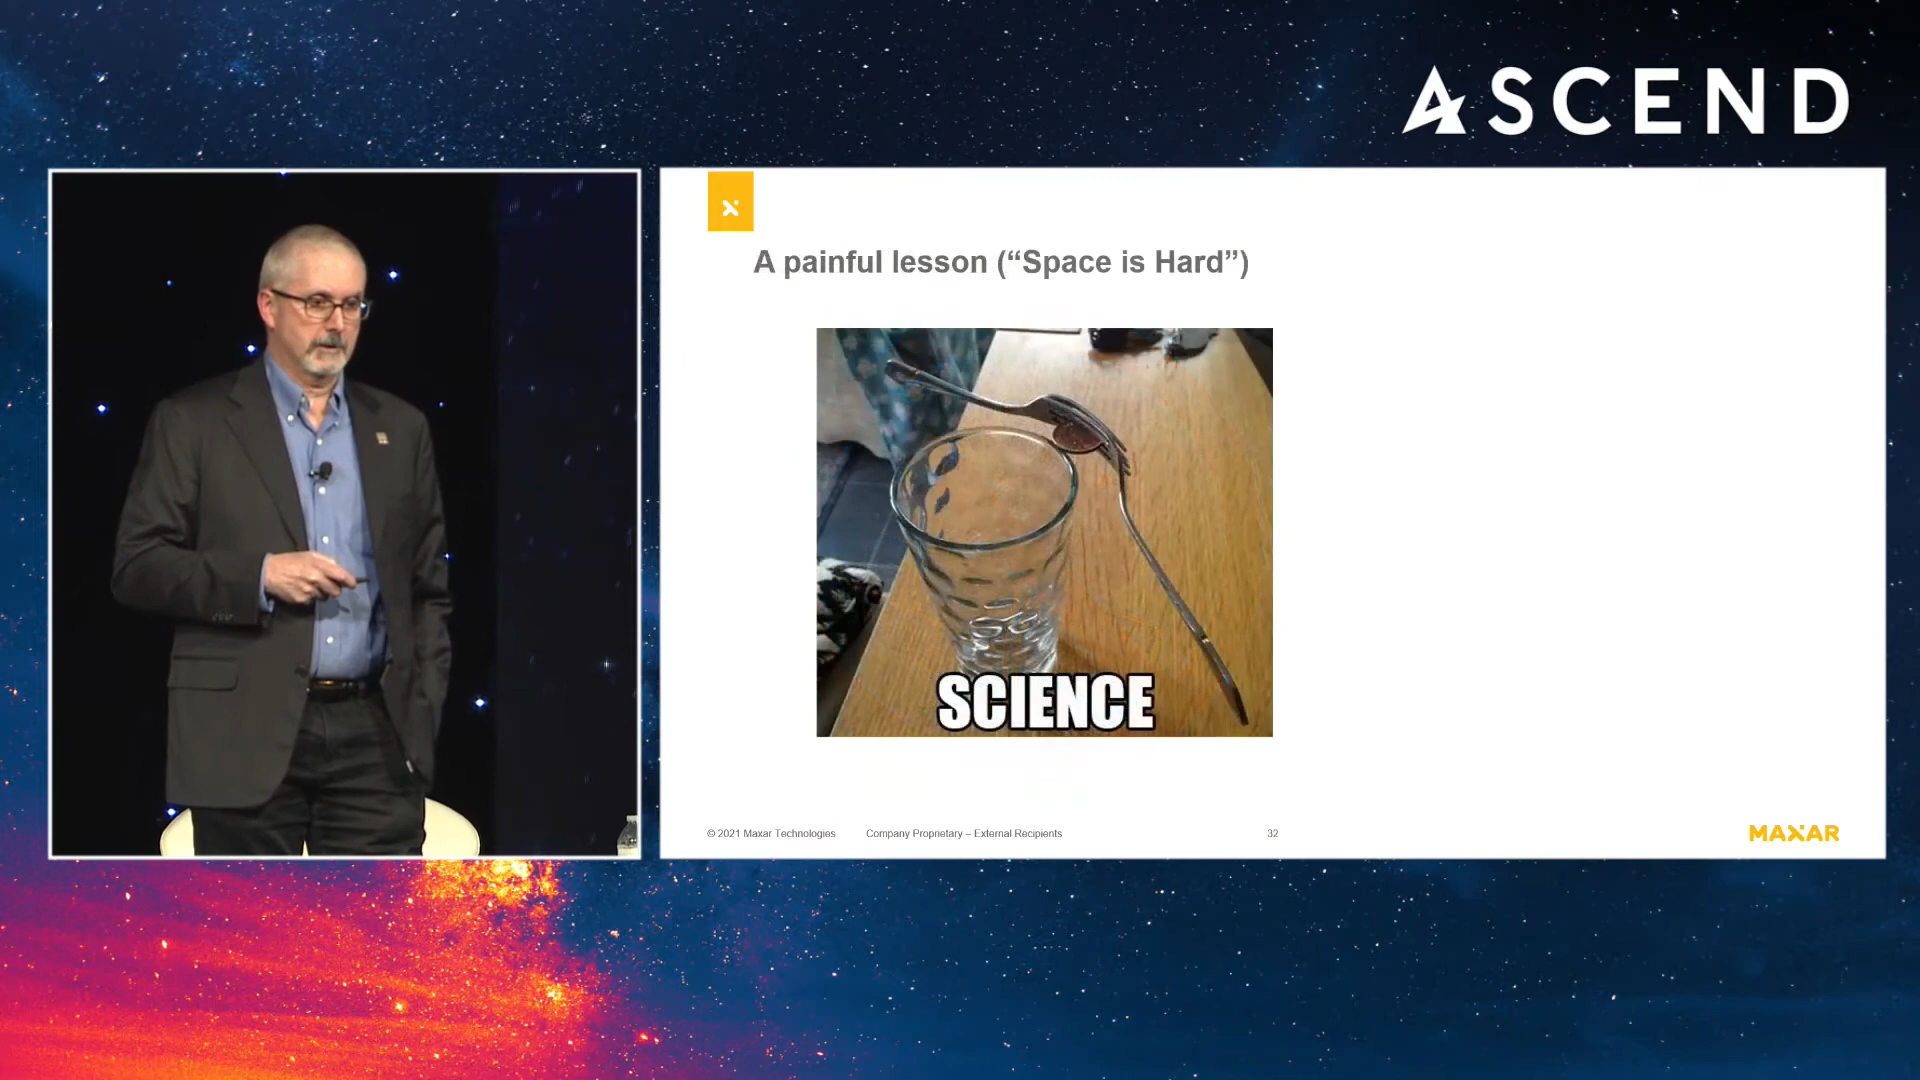 ASCEND
A painful lesson (“Space is Hard”)
SCIENCE
© 2021 Maxar Technologies
Company Proprietary – External Recipients
32
MAXAR